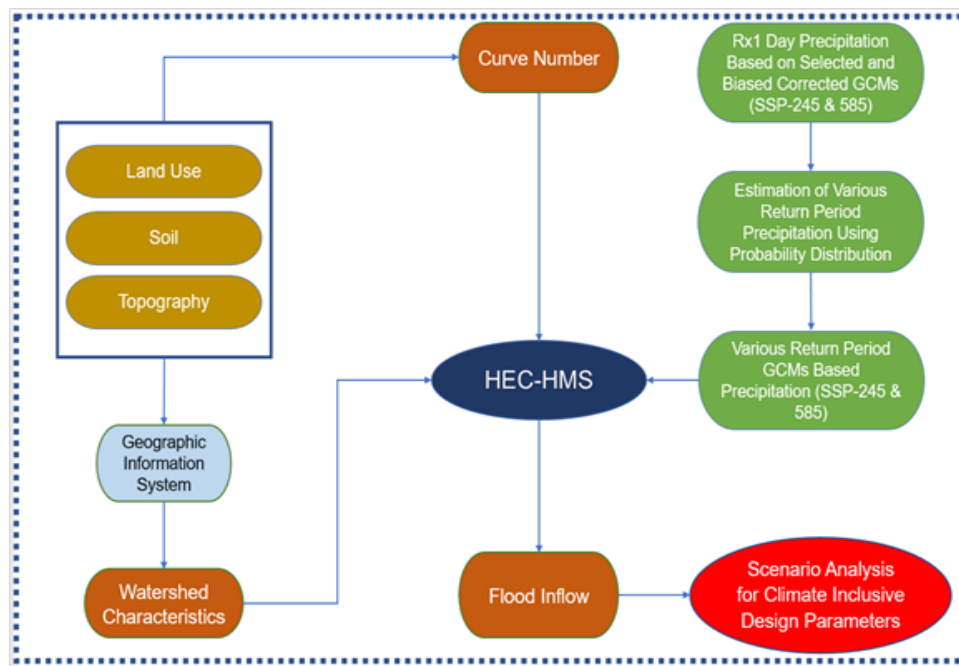 Curve Number
Rx1 Day Precipitation
Based on Selected and
Biased Corrected GCMs
(SSP-245 & 585)
Land Use
Soil
Topography
Estimation of Various
Return Period
Precipitation Using
Probability Distribution
HEC-HMS
Various Return Period
GCMs Based
Precipitation (SSP-245 &
585)
Geographic
Information
System
Watershed
Characteristics
Flood Inflow
Scenario Analysis
for Climate Inclusive
Design Parameters